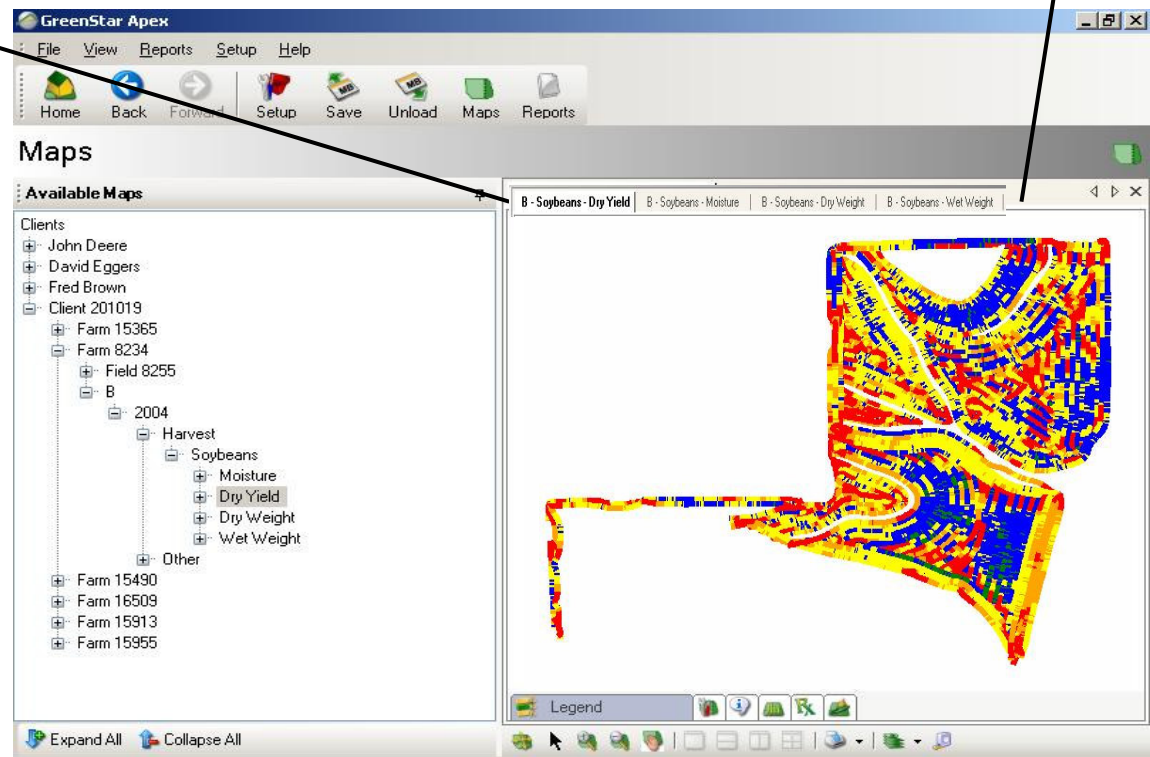 GreenStar Apex
File View Reports Setup Help
Home Back Forward Setup Save Unload Maps Reports
Maps
Available Maps
B - Soybeans - Dry Yield B - Soybeans - Moisture B - Soybeans - Dry Weight B - Soybeans - Wet Weight
Clients
John Deere
David Eggers
Fred Brown
Client 201019
Farm 15365
Farm 8234
Field 8255
B
2004
Harvest
Soybeans
Moisture
Dry Yield
Dry Weight
Wet Weight
Other
Farm 15490
Farm 16509
Farm 15913
Farm 15955
Legend
Expand All Collapse All